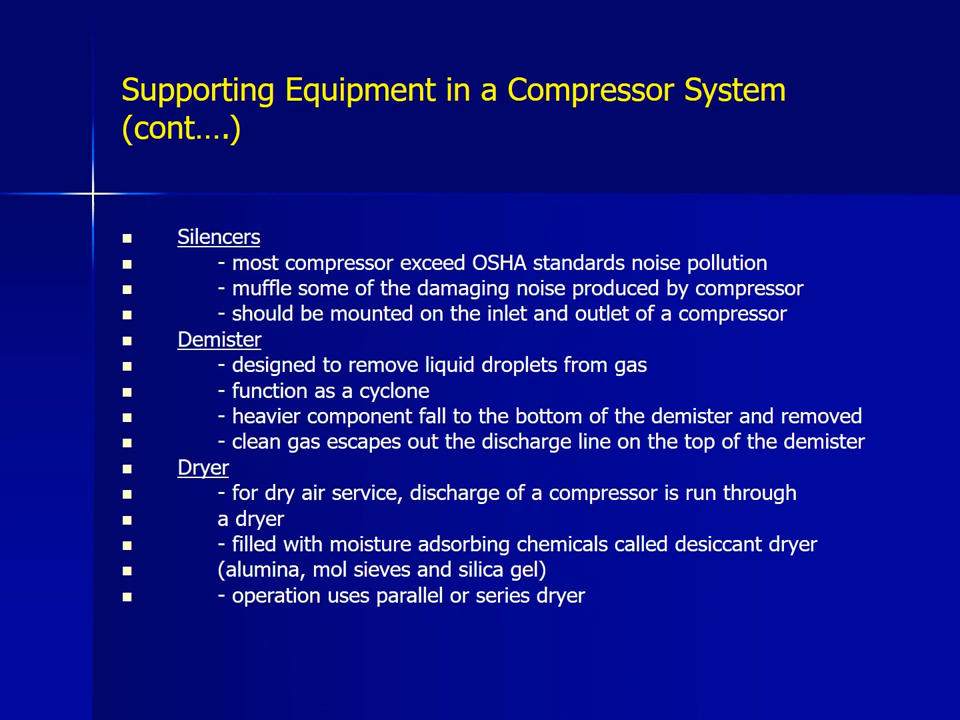 Supporting Equipment in a Compressor System
(cont….)
Silencers
- most compressor exceed OSHA standards noise pollution
- muffle some of the damaging noise produced by compressor
- should be mounted on the inlet and outlet of a compressor
Demister
- designed to remove liquid droplets from gas
- function as a cyclone
- heavier component fall to the bottom of the demister and removed
- clean gas escapes out the discharge line on the top of the demister
Dryer
- for dry air service, discharge of a compressor is run through
a dryer
- filled with moisture adsorbing chemicals called desiccant dryer
(alumina, mol sieves and silica gel)
- operation uses parallel or series dryer